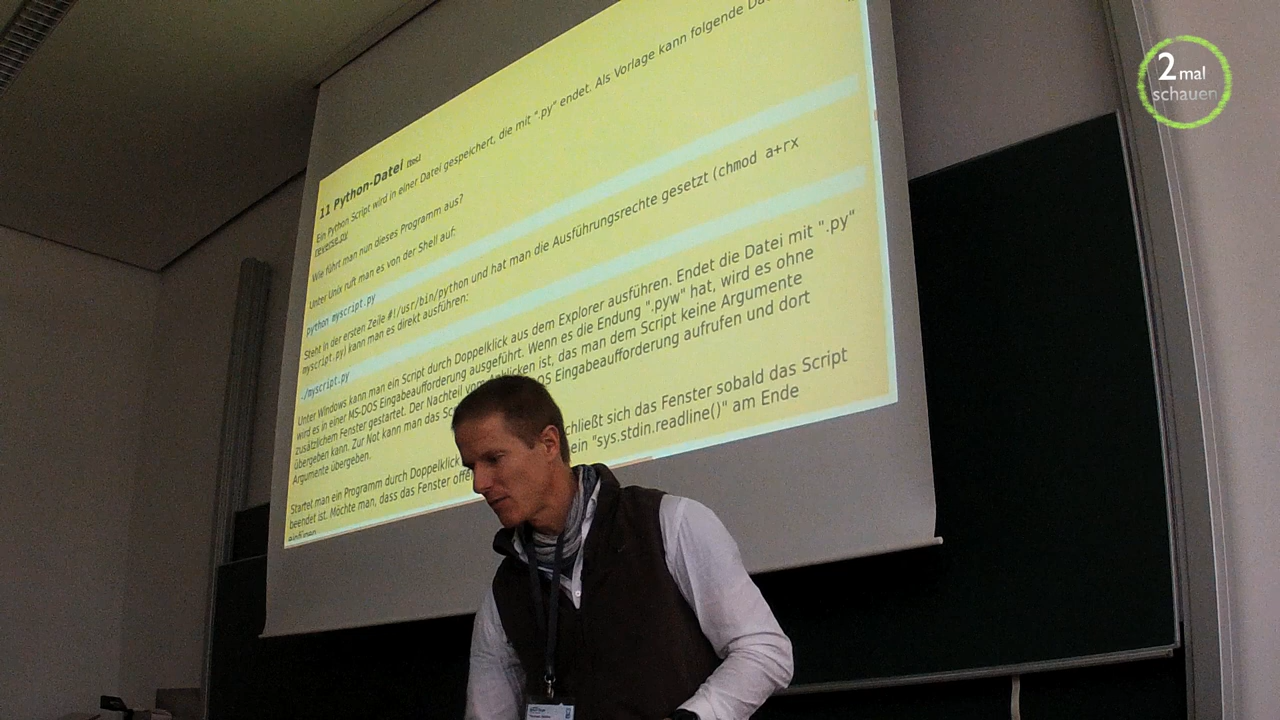 11 Python-Datei
Ein Python Script wird in einer Datei gespeichert, die mit ".py" endet. Als Vorlage kann folgende
reverse.py
Wie führt man nun dieses Programm aus?
Unter Unix ruft man es von der Shell auf:
python myscript.py
Steht in der ersten Zeile #!/usr/bin/python und hat man die Ausführungsrechte gesetzt (chmod a+rx
myscript.py) kann man es direkt ausführen:
./myscript.py
Unter Windows kann man ein Script durch Doppelklick aus dem Explorer ausführen. Endet die Datei mit ".py"
wird es in einer MS-DOS Eingabeaufforderung ausgeführt. Wenn es die Endung ".pyw" hat, wird es ohne
zusätzlichem Fenster gestartet. Der Nachteil vom Anklicken ist, das man dem Script keine Argumente
übergeben kann. Zur Not kann man das OS Eingabeaufforderung aufrufen und dort
Argumente übergeben.
Startet man ein Programm durch Doppelklick schließt sich das Fenster sobald das Script
beendet ist. Möchte man, dass das Fenster ein "sys.stdin.readline()" am Ende
einfügen
2 mal
schauen